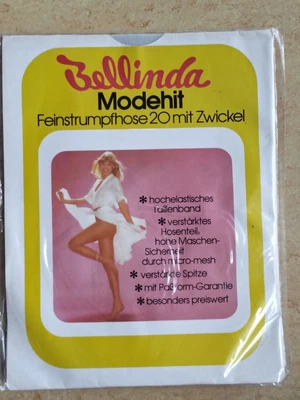 Bellinda
Modehit
Feinstrumpfhose 20 mit Zwickel
* hochelastisches
Taillenband
* verstärktes
Hosenteil,
hohe Maschen-
Sicherheit
durch micro-mesh
* verstärkte Spitze
* mit Paßform-Garantie
* besonders preiswert